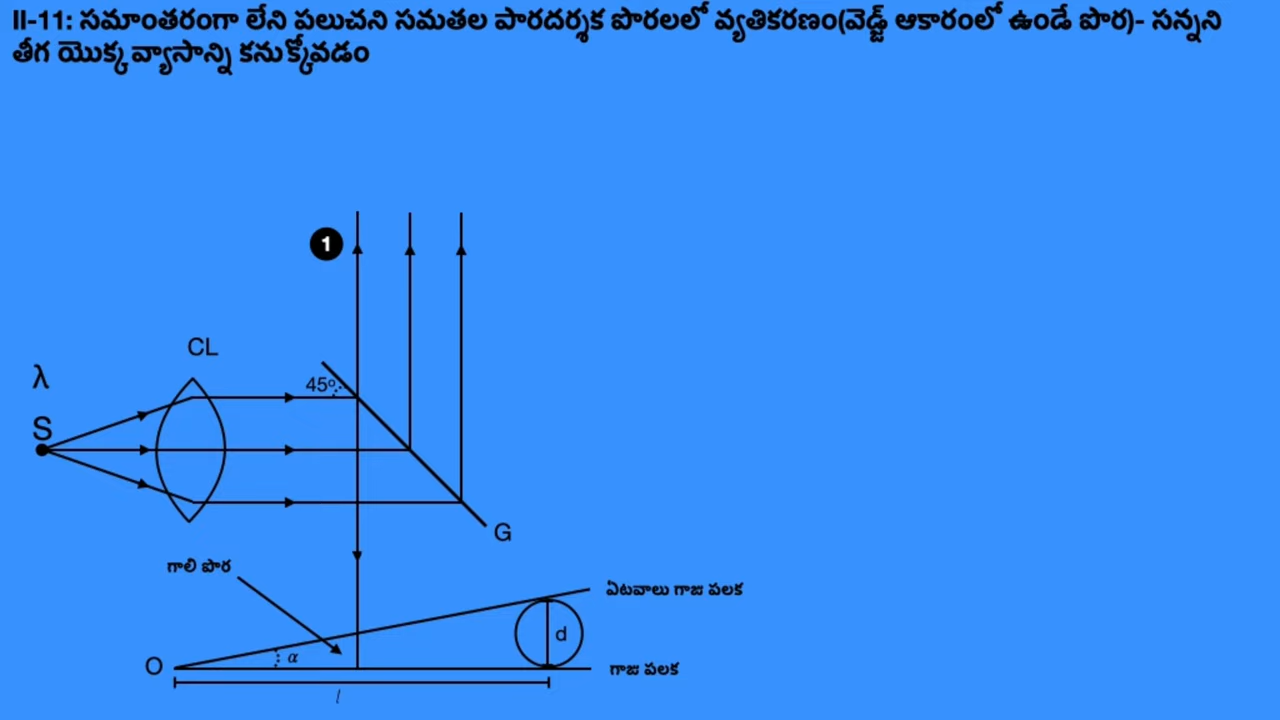 II-11: సమాంతరంగా లేని పలుచని సమతల పారదర్శక పొరలలో వ్యతికరణం(వెడ్జ్ ఆకారంలో ఉండే పొర)- సన్నని
తీగ యొక్క వ్యాసాన్ని కనుక్కోవడం
1
CL
λ
45º
S
G
గాలి పొర
ఏటవాలు గాజు పలక
d
O
α
గాజు పలక
l